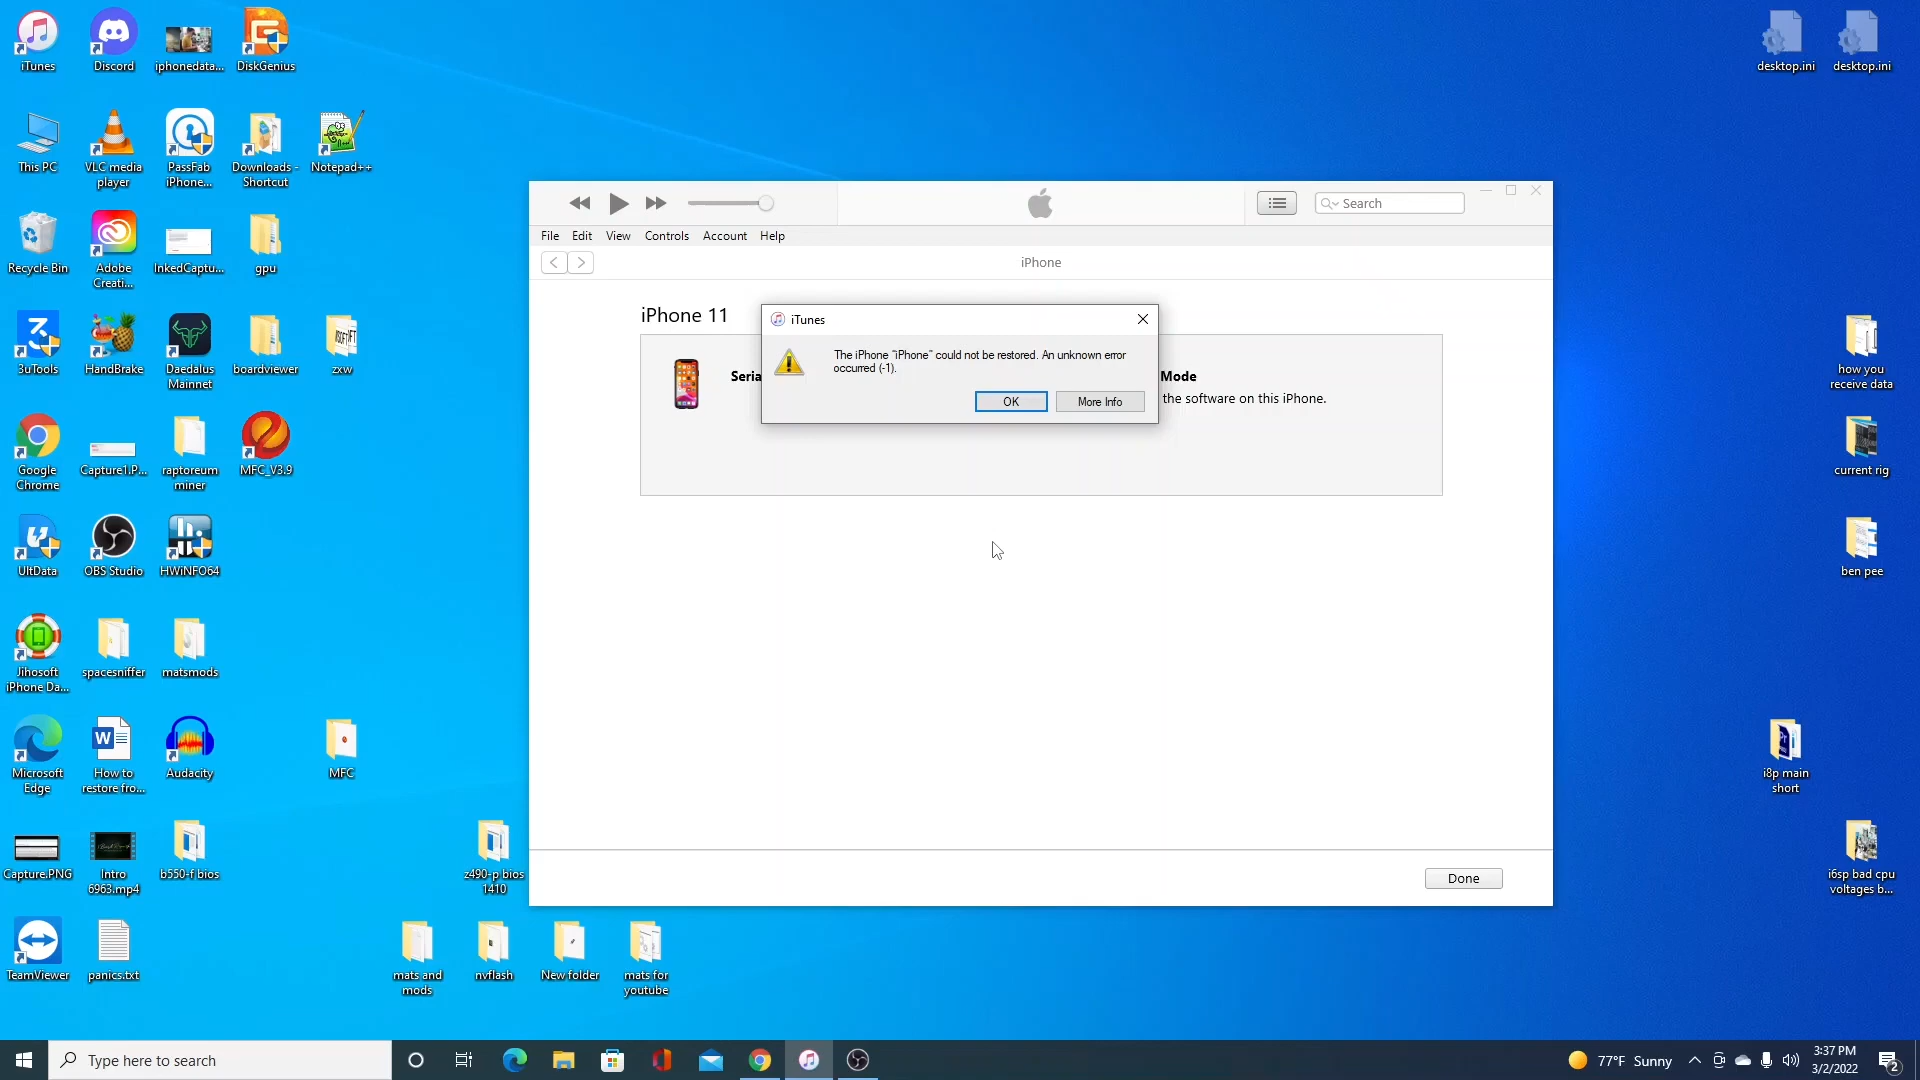 iTunes
Discord
iphonedata...
DiskGenius
This PC
VLC media
player
PassFab
iPhone...
Downloads -
Shortcut
Notepad++
Recycle Bin
Adobe
Creati...
InkedCaptu...
gpu
3uTools
HandBrake
Daedalus
Mainnet
boardviewer
zxw
Google
Chrome
Capture1.P...
raptoreum
miner
MFC_V3.9
UltData
OBS Studio
HWiNFO64
Jihosoft
iPhone Da...
spacesniffer
matsmods
Microsoft
Edge
How to
restore fro...
Audacity
MFC
Capture.PNG
Intro
6963.mp4
b550-f bios
z490-p bios
1410
TeamViewer
panics.txt
mats and
mods
nvflash
New folder
mats for
youtube
Search
File Edit View Controls Account Help
iPhone
iPhone 11
Seria
Mode
the software on this iPhone.
iTunes
The iPhone “iPhone” could not be restored. An unknown error
occurred (-1).
OK
More Info
Done
desktop.ini
desktop.ini
how you
receive data
current rig
ben pee
i8p main
short
i6sp bad cpu
voltages b...
Type here to search
77°F Sunny
3:37 PM
3/2/2022
2